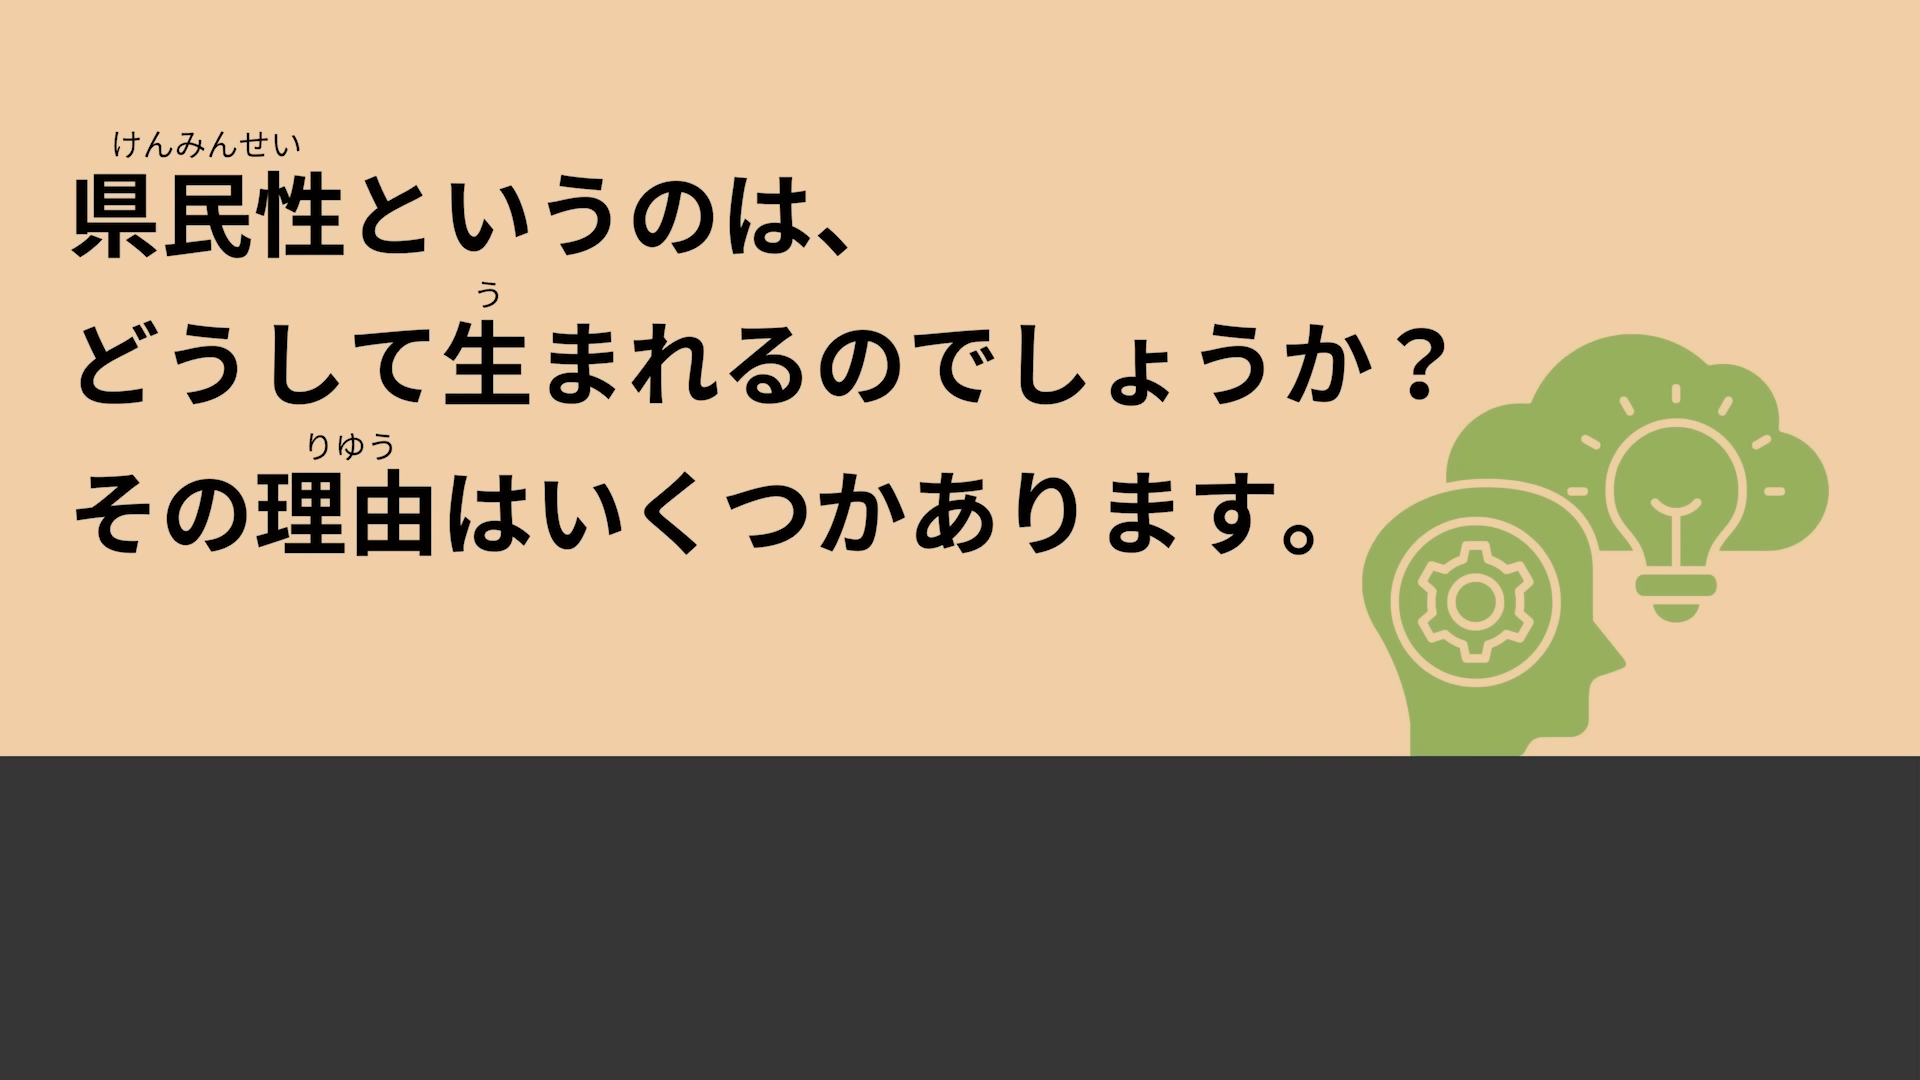 けんみんせい
県民性というのは、
う
どうして生まれるのでしょうか？
りゆう
その理由はいくつかあります。